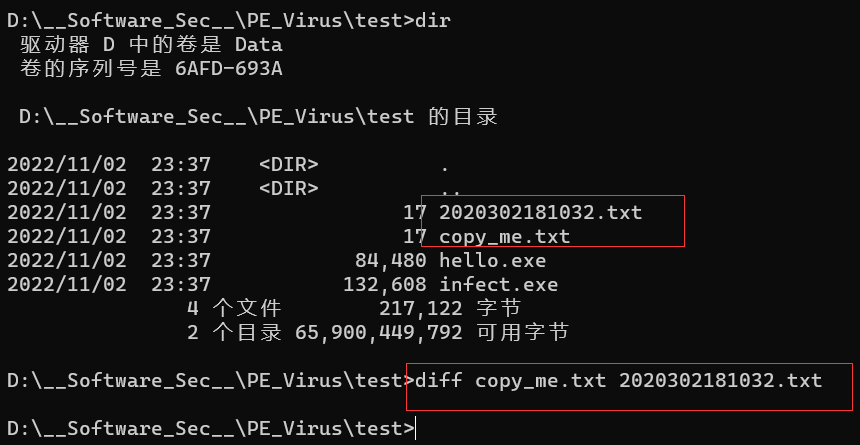 D:\__Software_Sec__\PE_Virus\test>dir
驱动器 D 中的卷是 Data
卷的序列号是 6AFD-693A
D:\__Software_Sec__\PE_Virus\test 的目录
2022/11/02  23:37    <DIR>          .
2022/11/02  23:37    <DIR>          ..
2022/11/02  23:37                17 2020302181032.txt
2022/11/02  23:37                17 copy_me.txt
2022/11/02  23:37            84,480 hello.exe
2022/11/02  23:37           132,608 infect.exe
4 个文件        217,122 字节
2 个目录 65,900,449,792 可用字节
D:\__Software_Sec__\PE_Virus\test>diff copy_me.txt 2020302181032.txt
D:\__Software_Sec__\PE_Virus\test>